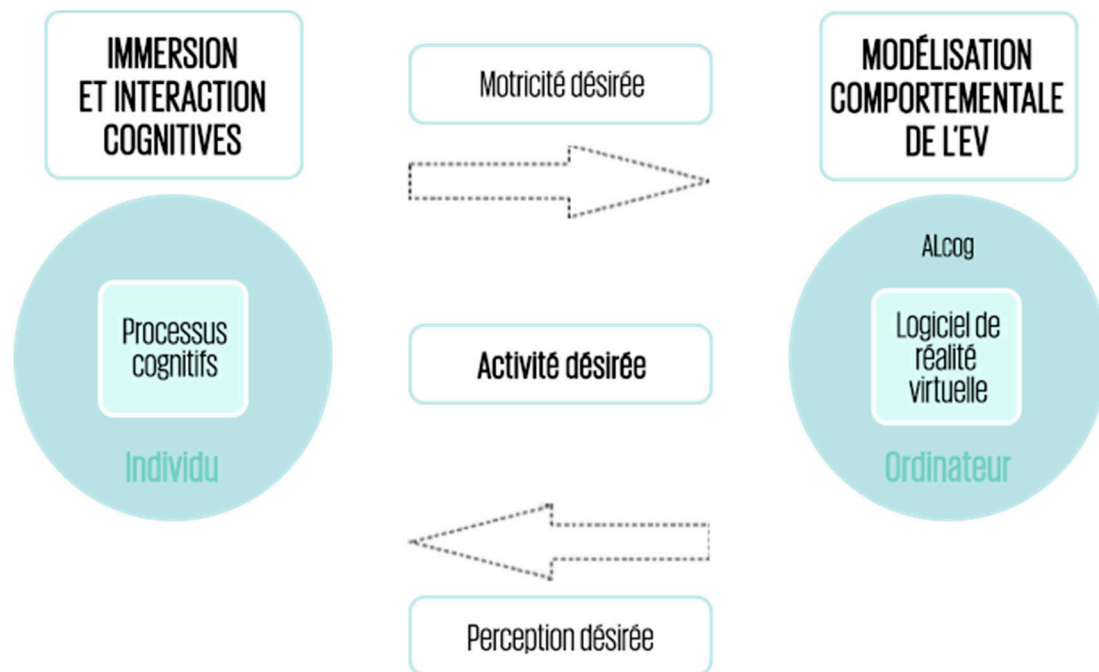 IMMERSION
ET INTERACTION
COGNITIVES
Motricité désirée
MODÉLISATION
COMPORTEMENTALE
DE L'EV
Processus
cognitifs
Individu
Activité désirée
ALcog
Logiciel de
réalité
virtuelle
Ordinateur
Perception désirée